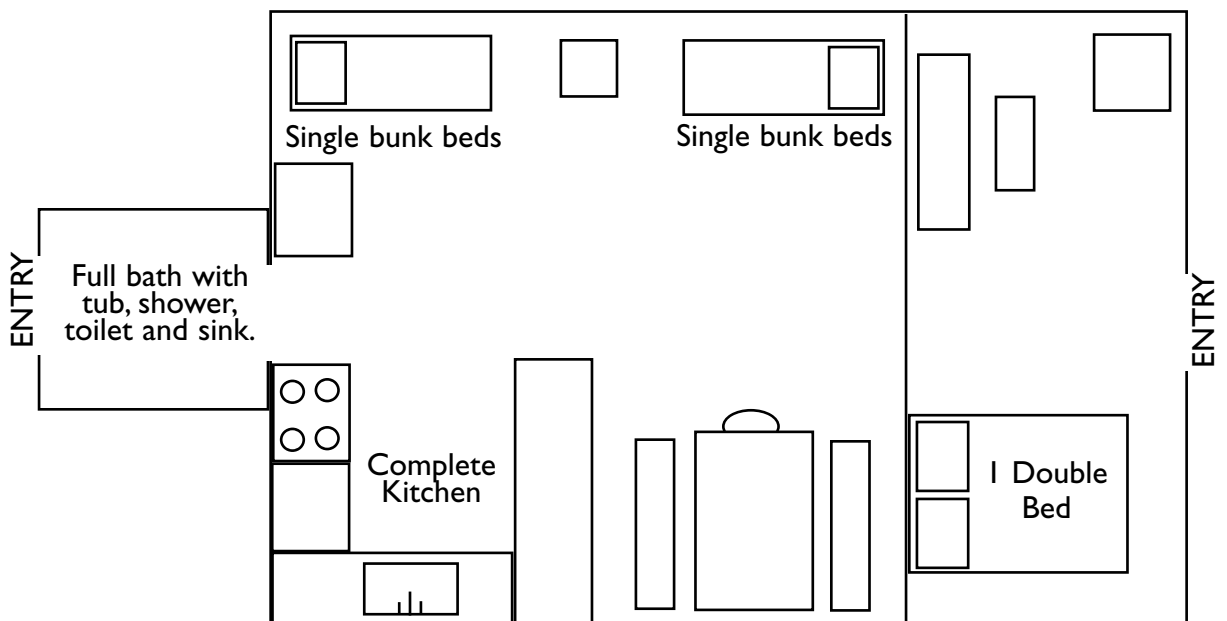 Single bunk beds
Single bunk beds
ENTRY
Full bath with
tub, shower,
toilet and sink.
ENTRY
Complete
Kitchen
1 Double
Bed